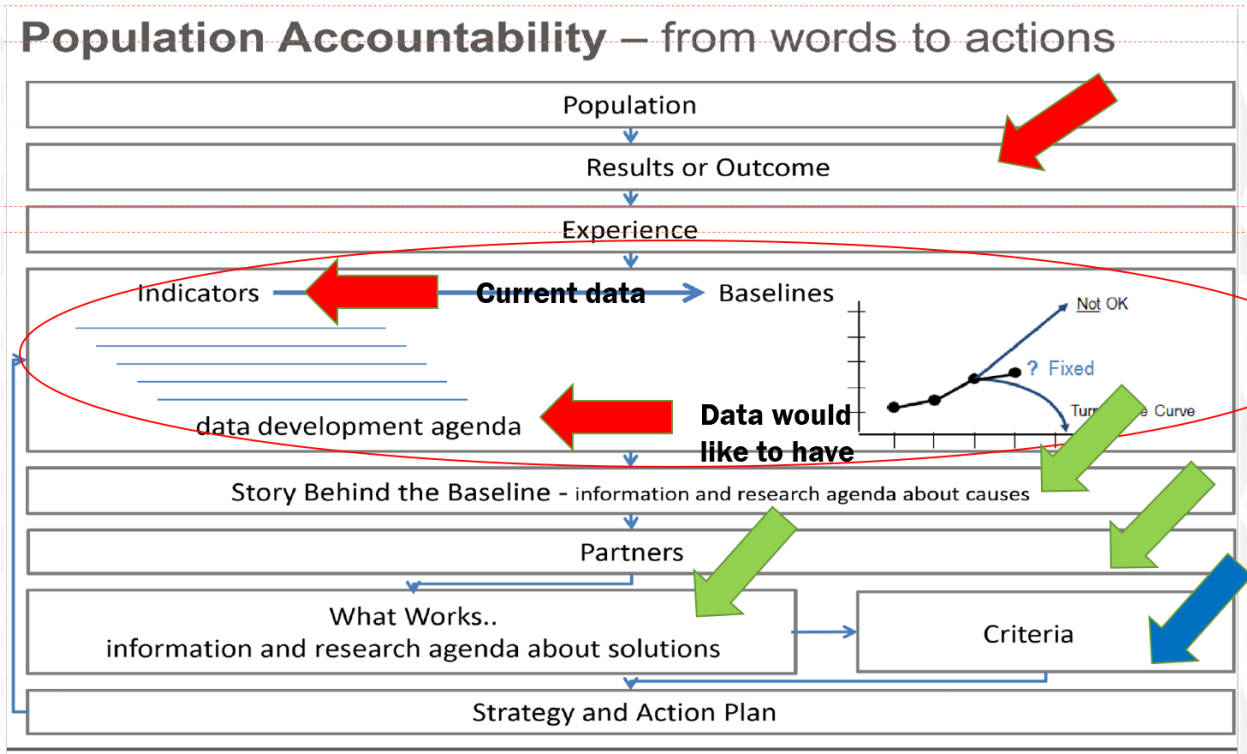 Population Accountability – from words to actions
Population
Results or Outcome
Experience
Indicators
Current data
Baselines
Not OK
? Fixed
Curve
data development agenda
Data would
like to have
Story Behind the Baseline - information and research agenda about causes
Partners
What Works..
information and research agenda about solutions
Criteria
Strategy and Action Plan